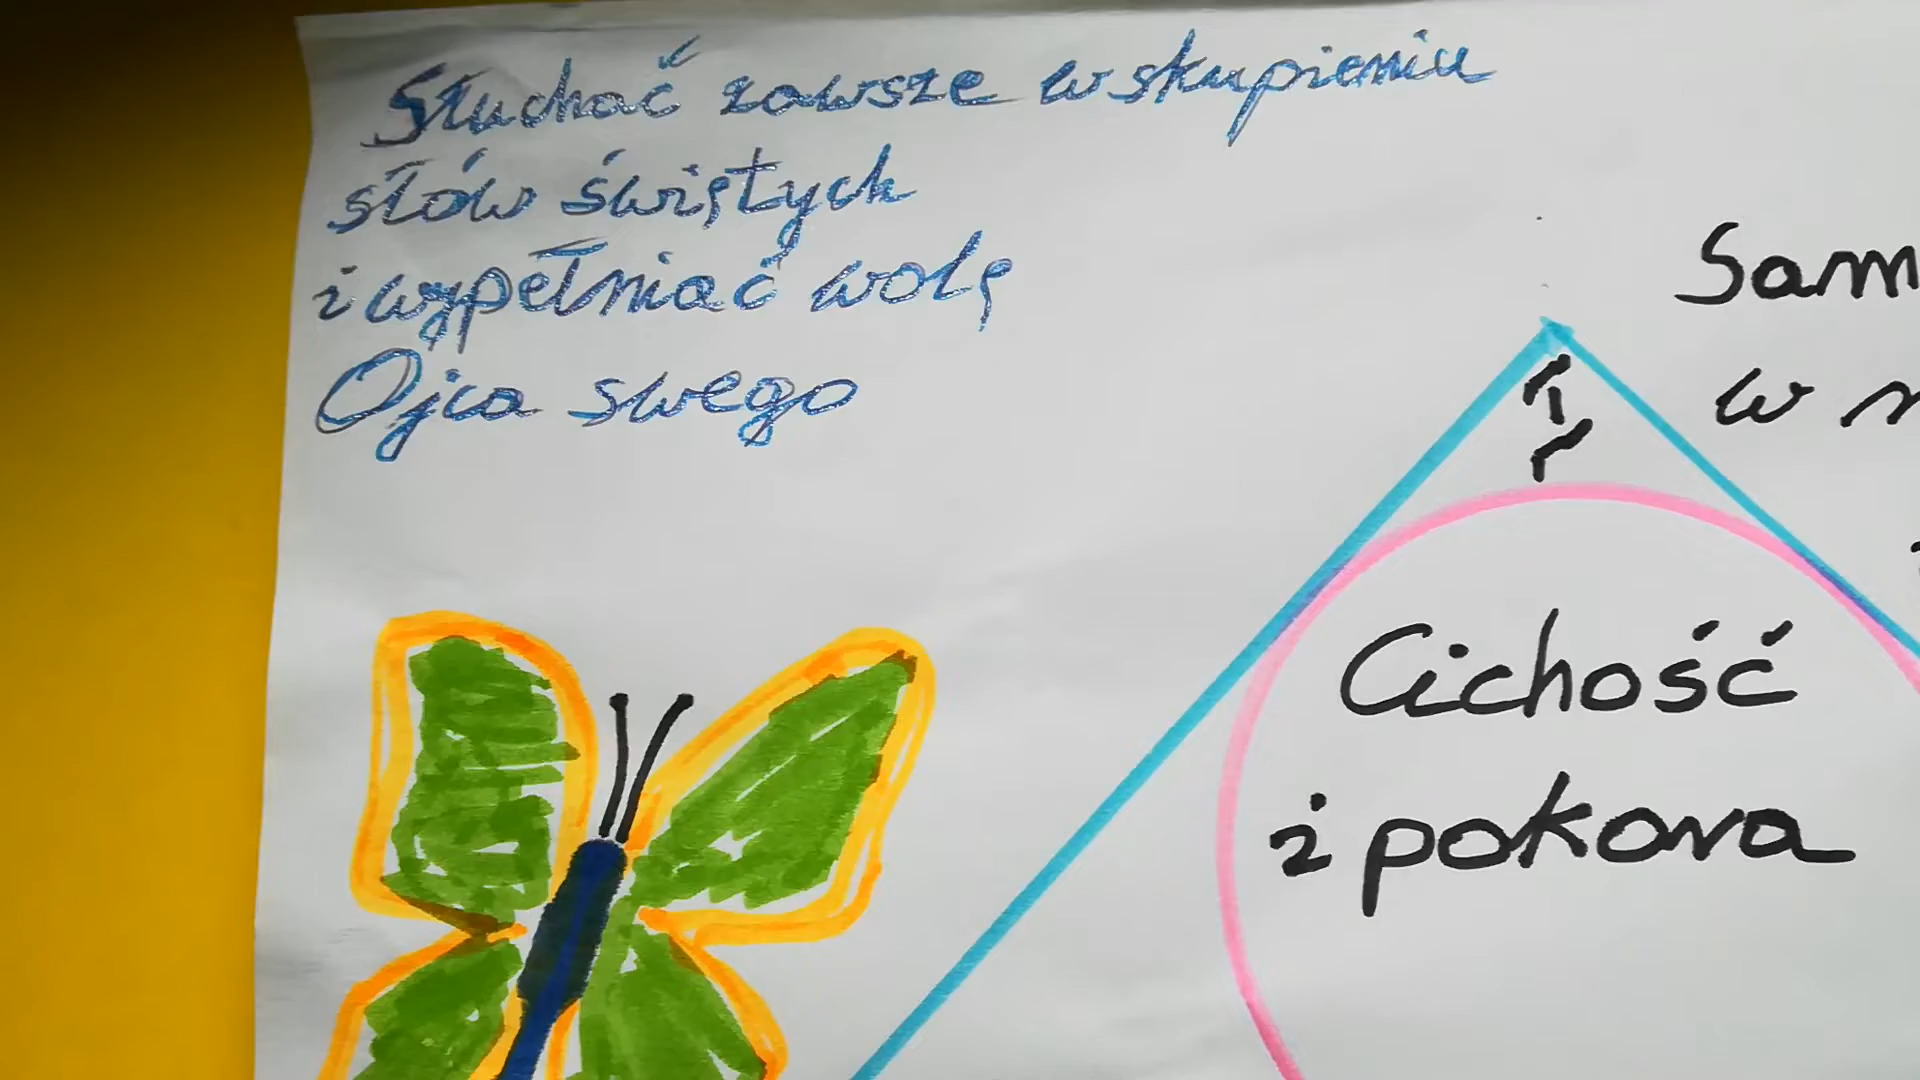 Słuchać zawsze w skupieniu
słów świętych
i wypełniać wolę
Ojca swego
Sam
w
Cichość
i pokora